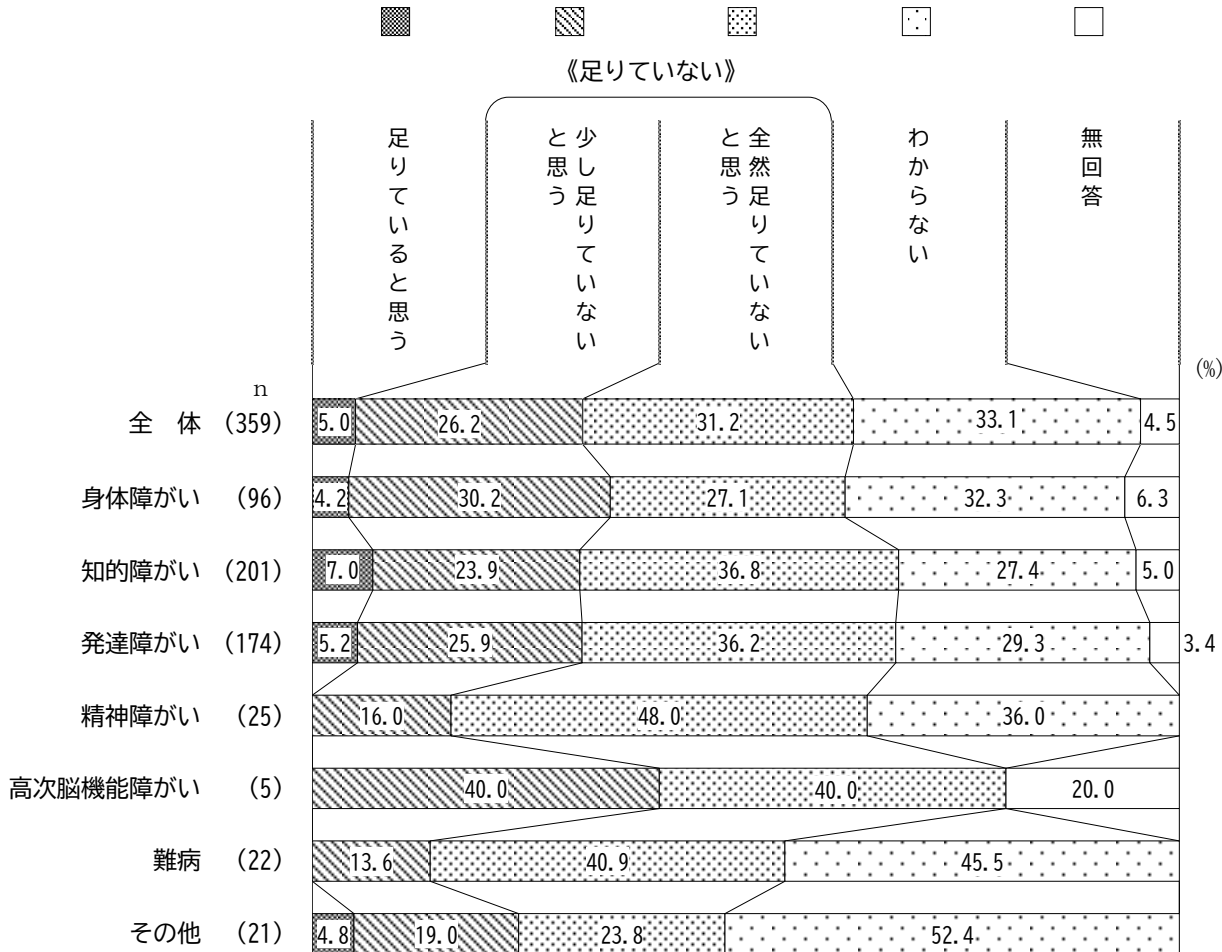 《足りていない》
足りていると思う
少し足りていない
と思う
全然足りていない
と思う
わからない
無回答
(%)
n
全 体 (359) 5.0 26.2 31.2 33.1 4.5
身体障がい (96) 4.2 30.2 27.1 32.3 6.3
知的障がい (201) 7.0 23.9 36.8 27.4 5.0
発達障がい (174) 5.2 25.9 36.2 29.3 3.4
精神障がい (25) 16.0 48.0 36.0
高次脳機能障がい (5) 40.0 40.0 20.0
難病 (22) 13.6 40.9 45.5
その他 (21) 4.8 19.0 23.8 52.4